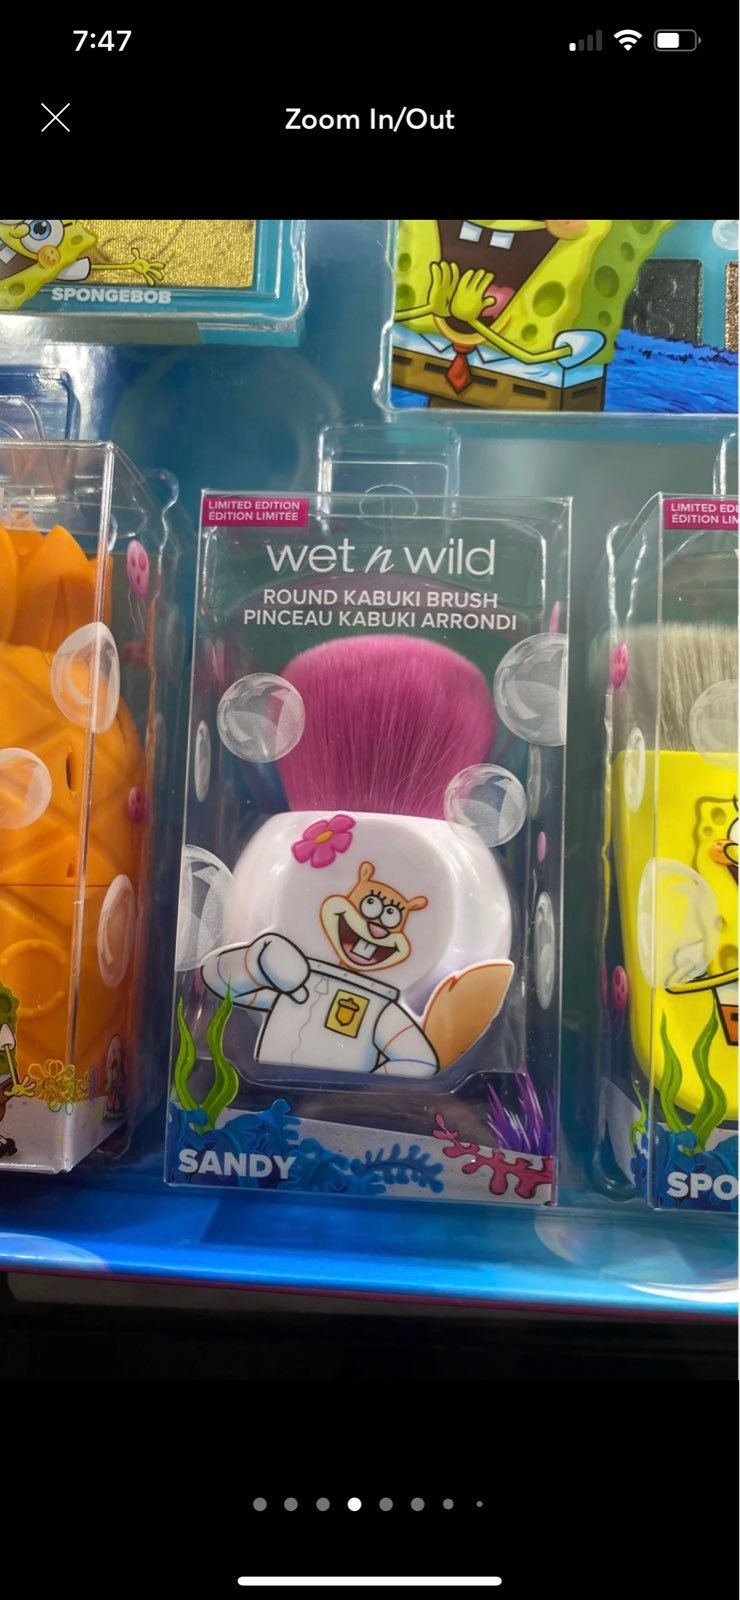 7:47
Zoom In/Out
SPONGEBOB
LIMITED EDITION
ÉDITION LIMITÉE
wet n wild
ROUND KABUKI BRUSH
PINCEAU KABUKI ARRONDI
SANDY
LIMITED EDI
ÉDITION LIM
SPO